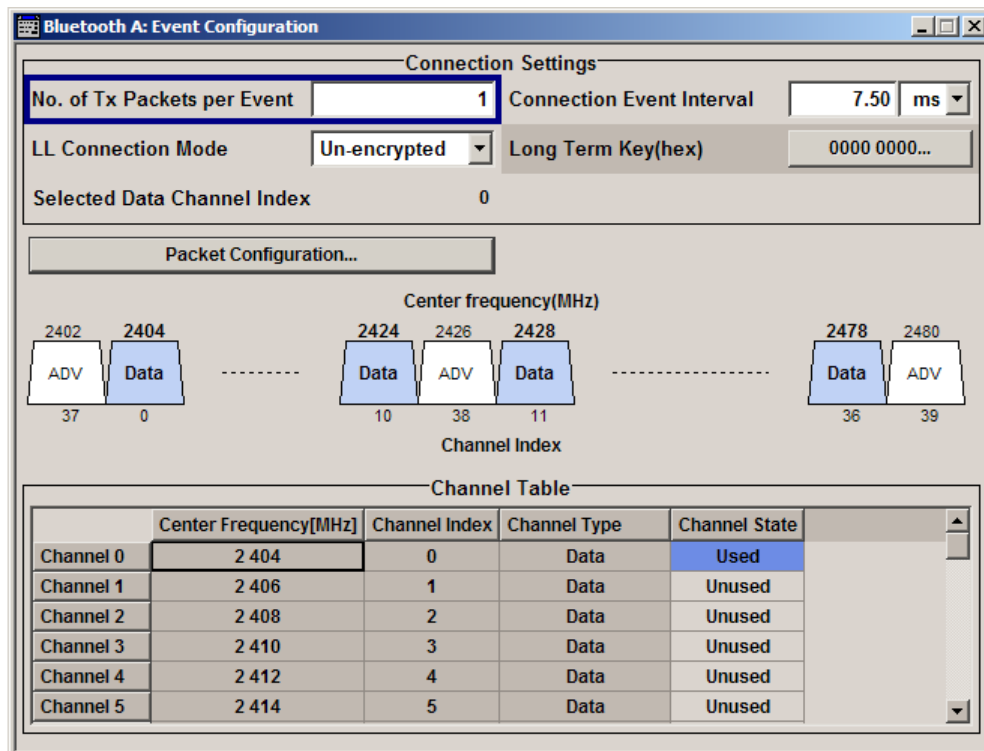 Bluetooth A: Event Configuration
Connection Settings
No. of Tx Packets per Event 1 Connection Event Interval 7.50 ms
LL Connection Mode Un-encrypted Long Term Key(hex) 0000 0000...
Selected Data Channel Index 0
Packet Configuration...
Center frequency(MHz)
2402 2404 2424 2426 2428 2478 2480
ADV Data Data ADV Data Data ADV
37 0 10 38 11 36 39
Channel Index
Channel Table
Center Frequency[MHz] Channel Index Channel Type Channel State
Channel 0 2 404 0 Data Used
Channel 1 2 406 1 Data Unused
Channel 2 2 408 2 Data Unused
Channel 3 2 410 3 Data Unused
Channel 4 2 412 4 Data Unused
Channel 5 2 414 5 Data Unused